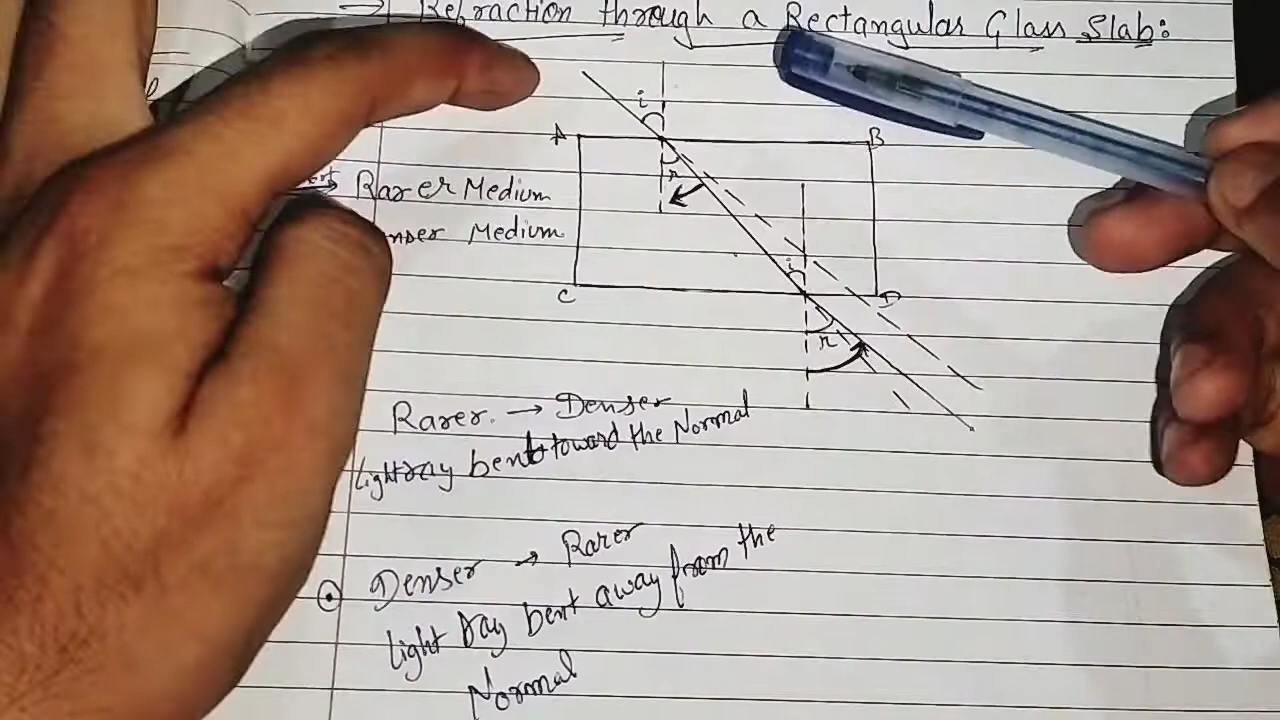 → Refraction through a Rectangular Glass Slab:
i
A B
r
Rarer Medium
Medium
i
C D
r
Rarer. → Denser
Light ray bent toward the Normal
Denser → Rarer
light ray bent away from the
Normal